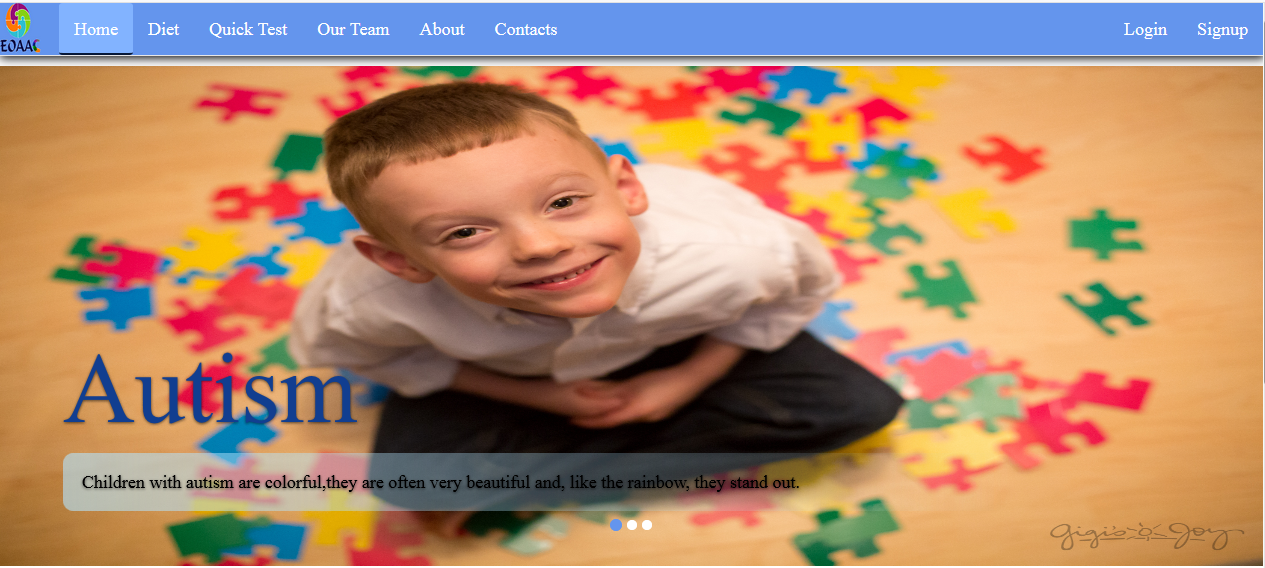 EOAAC
Home Diet Quick Test Our Team About Contacts Login Signup
Autism
Children with autism are colorful,they are often very beautiful and, like the rainbow, they stand out.
Gigi's Joy